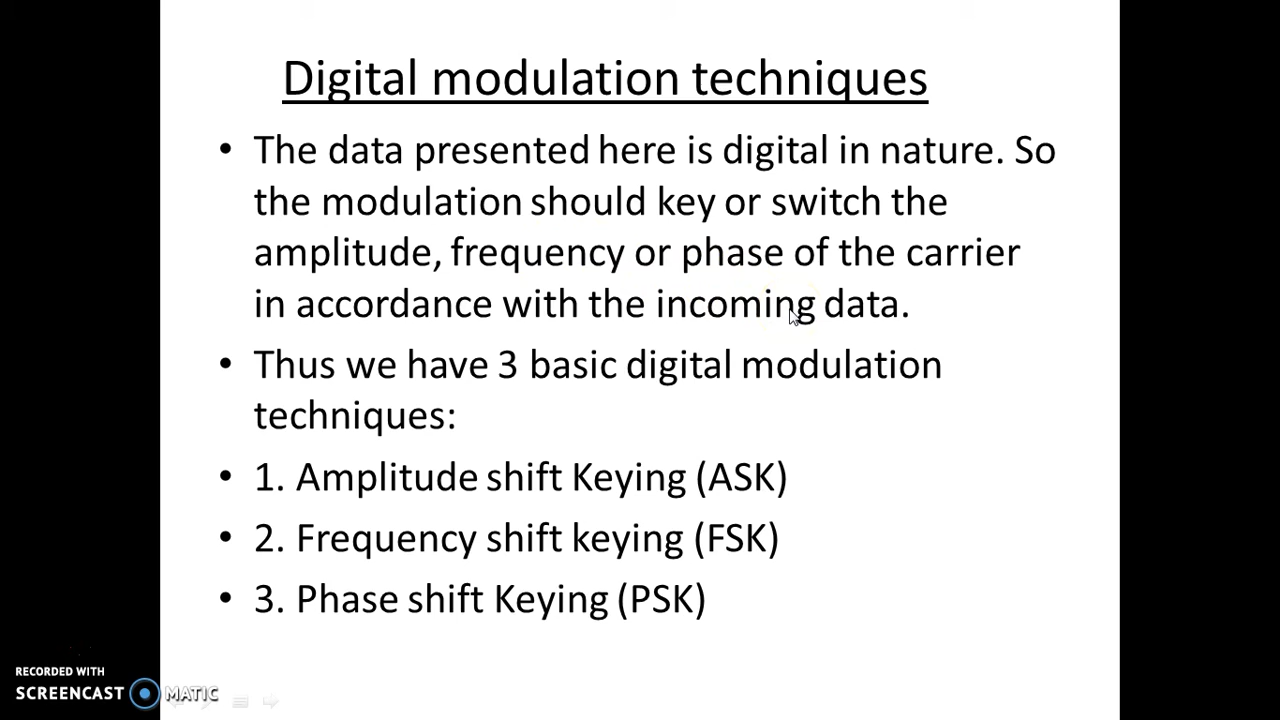 Digital modulation techniques
• The data presented here is digital in nature. So
the modulation should key or switch the
amplitude, frequency or phase of the carrier
in accordance with the incoming data.
• Thus we have 3 basic digital modulation
techniques:
• 1. Amplitude shift Keying (ASK)
• 2. Frequency shift keying (FSK)
• 3. Phase shift Keying (PSK)
RECORDED WITH
SCREENCAST MATIC